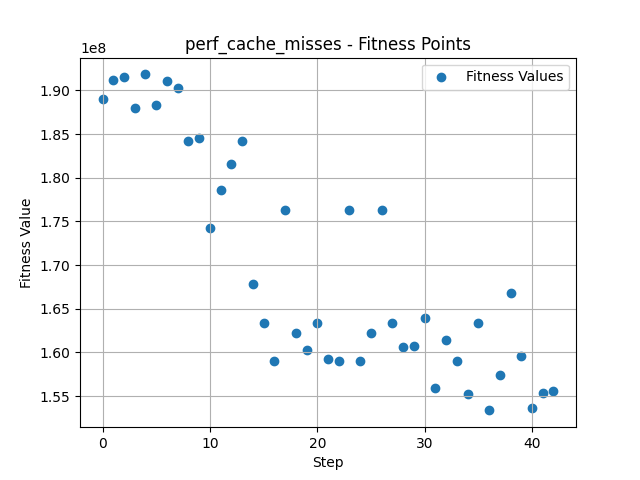 perf_cache_misses - Fitness Points
1e8
Fitness Values
1.90
1.85
1.80
1.75
1.70
1.65
1.60
1.55
Fitness Value
0 10 20 30 40
Step